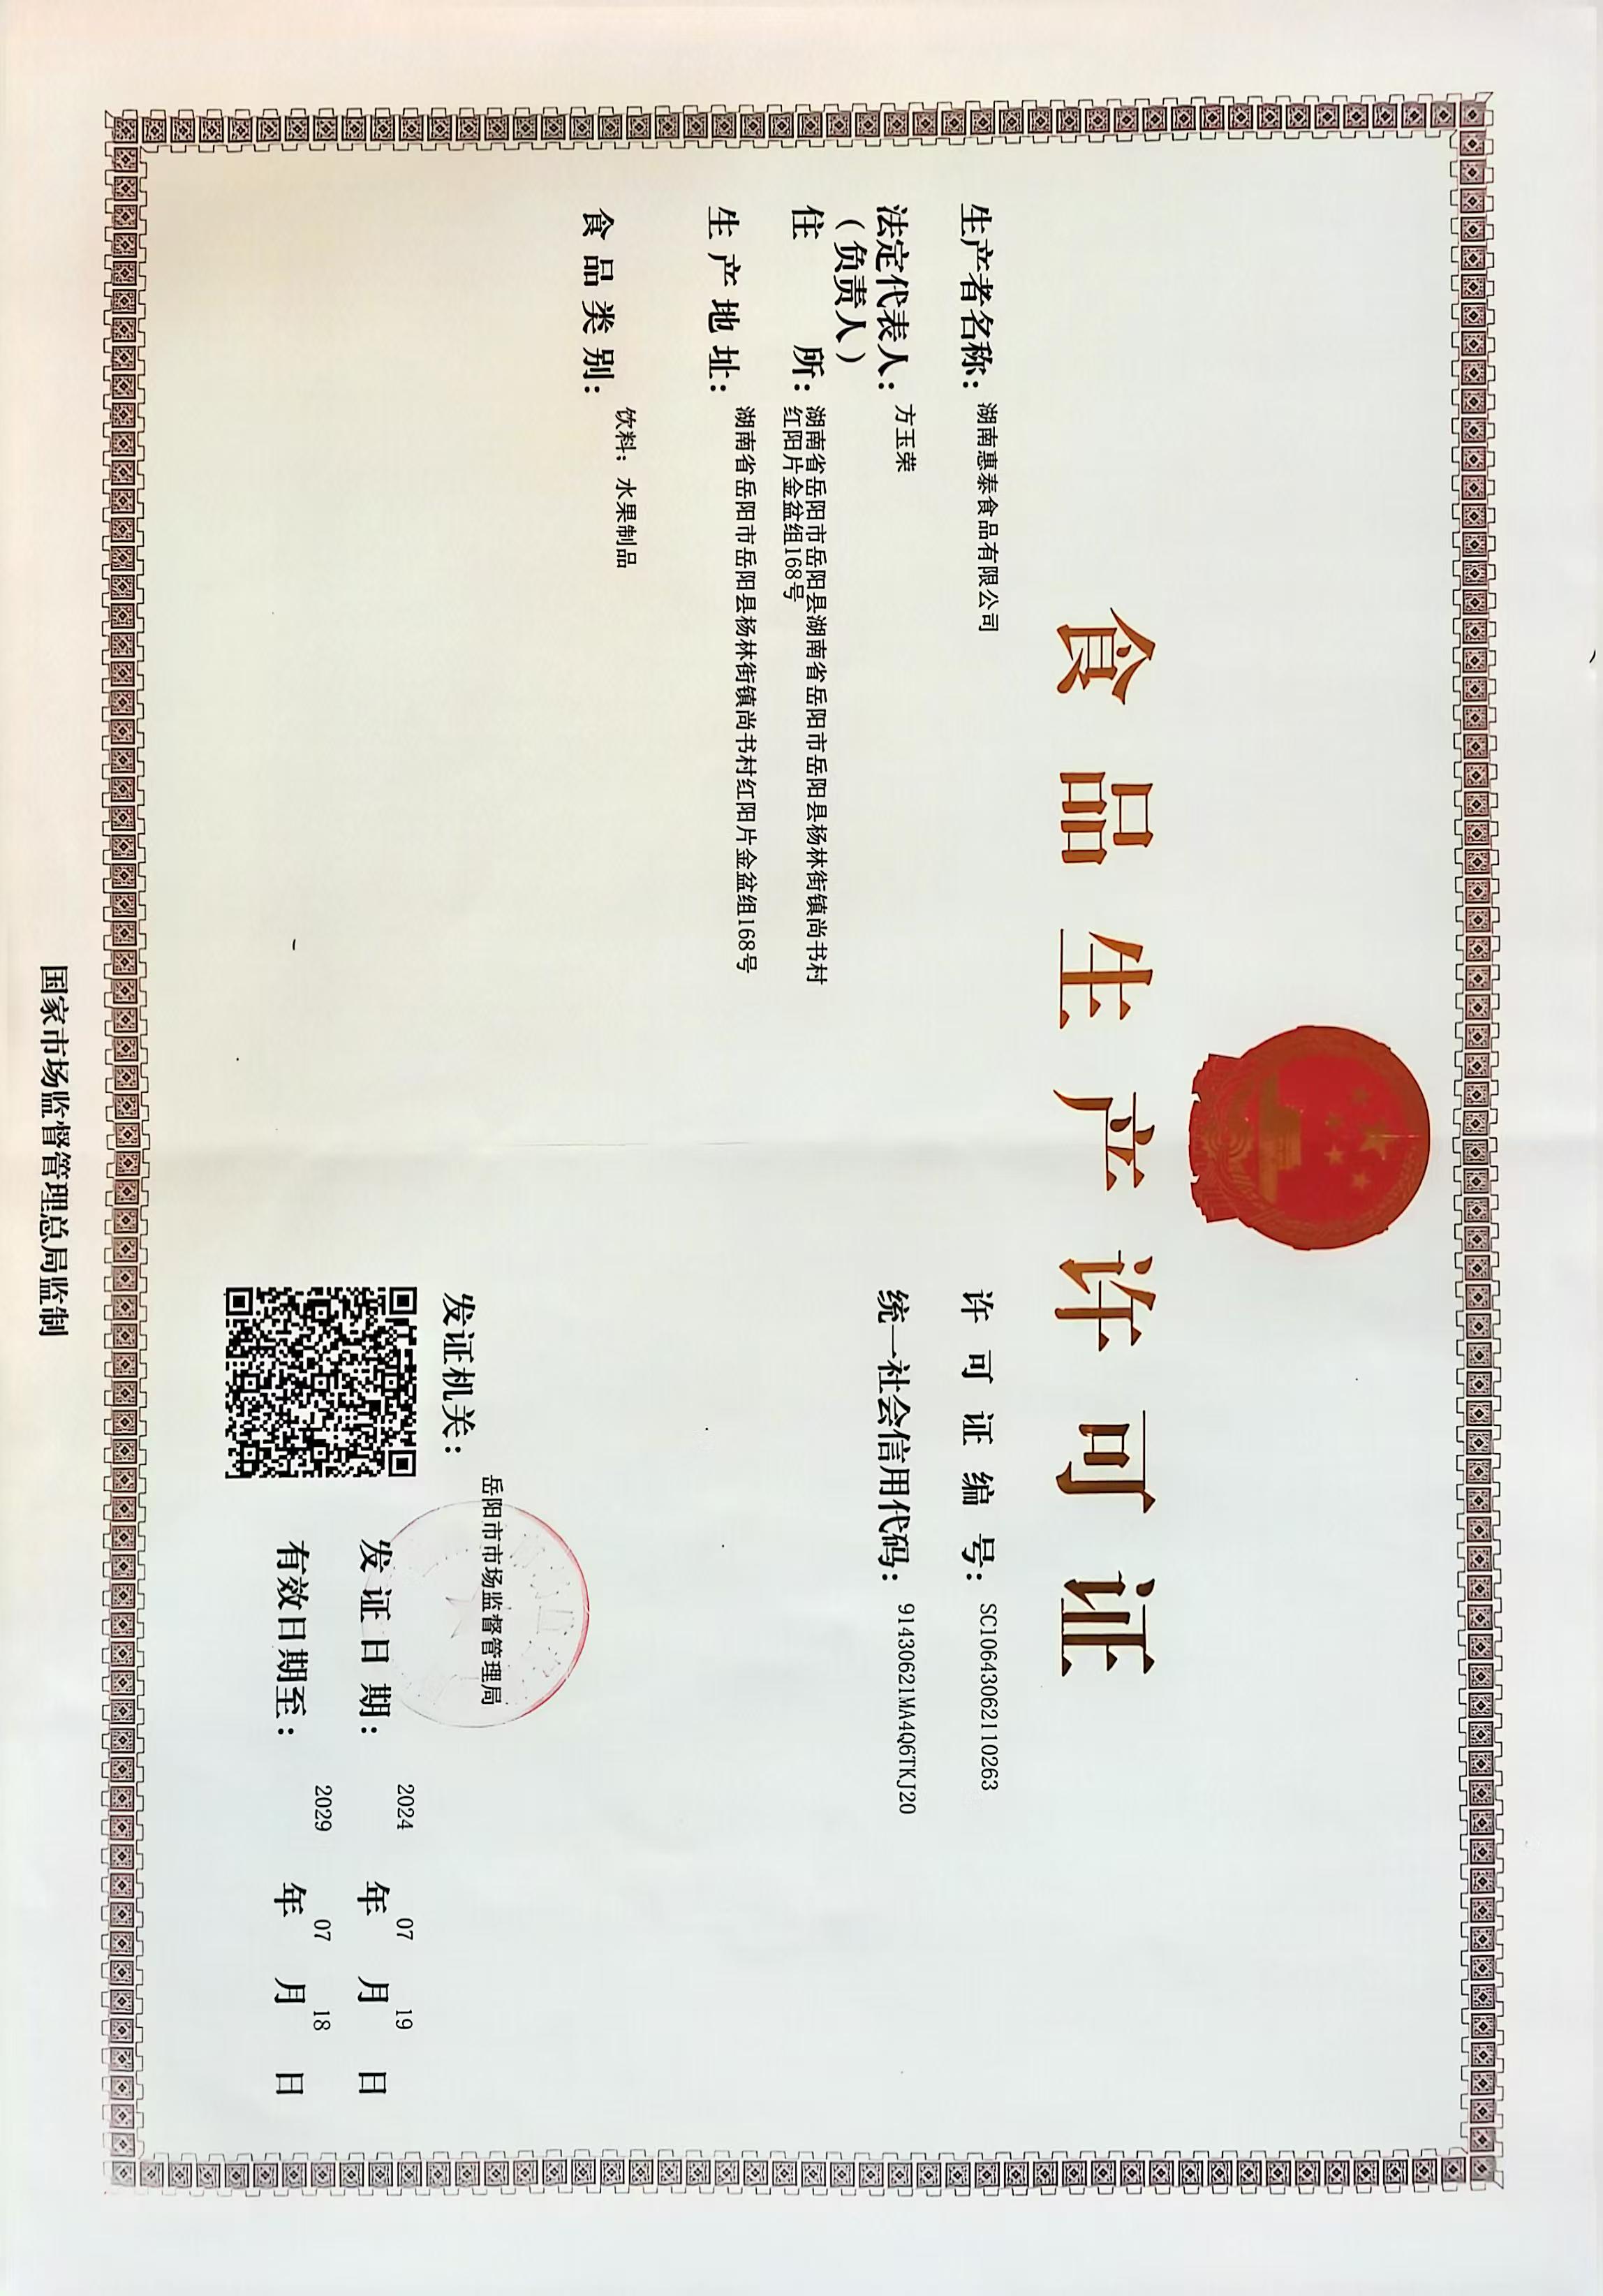 食品生产许可证
生产者名称：湖南惠泰食品有限公司
许可证编号：SC10643062110263
法定代表人：方玉荣
（负责人）
统一社会信用代码：91430621MA4Q6TKJ20
住所：湖南省岳阳市岳阳县湖南省岳阳市岳阳县杨林街镇尚书村
红阳片金盆组168号
生产地址：湖南省岳阳市岳阳县杨林街镇尚书村红阳片金盆组168号
食品类别：
饮料；水果制品
发证机关：
岳阳市市场监督管理局
发证日期：2024年07月19日
有效日期至：2029年07月18日
国家市场监督管理总局监制